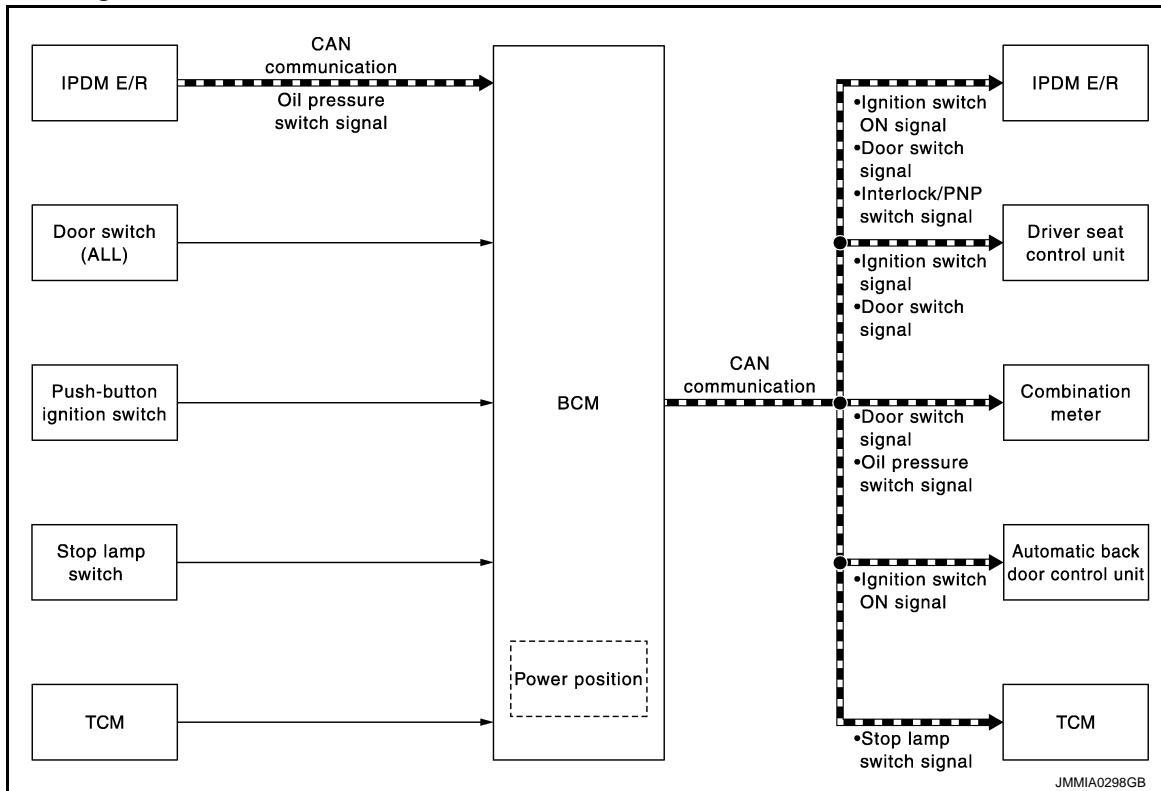 CAN
communication
IPDM E/R
Oil pressure
switch signal
Door switch
(ALL)
Push-button
ignition switch
Stop lamp
switch
TCM
BCM
Power position
CAN
communication
IPDM E/R
•Ignition switch
ON signal
•Door switch
signal
•Interlock/PNP
switch signal
Driver seat
control unit
•Ignition switch
signal
•Door switch
signal
Combination
meter
•Door switch
signal
•Oil pressure
switch signal
Automatic back
door control unit
•Ignition switch
ON signal
TCM
•Stop lamp
switch signal
JMMIA0298GB